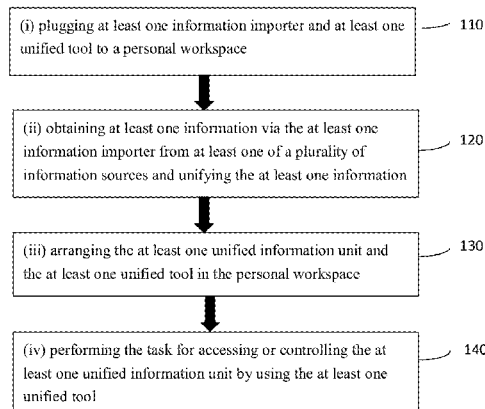 (i) plugging at least one information importer and at least one
unified tool to a personal workspace
110
(ii) obtaining at least one information via the at least one
information importer from at least one of a plurality of
information sources and unifying the at least one information
120
(iii) arranging the at least one unified information unit and
the at least one unified tool in the personal workspace
130
(iv) performing the task for accessing or controlling the at
least one unified information unit by using the at least one
unified tool
140